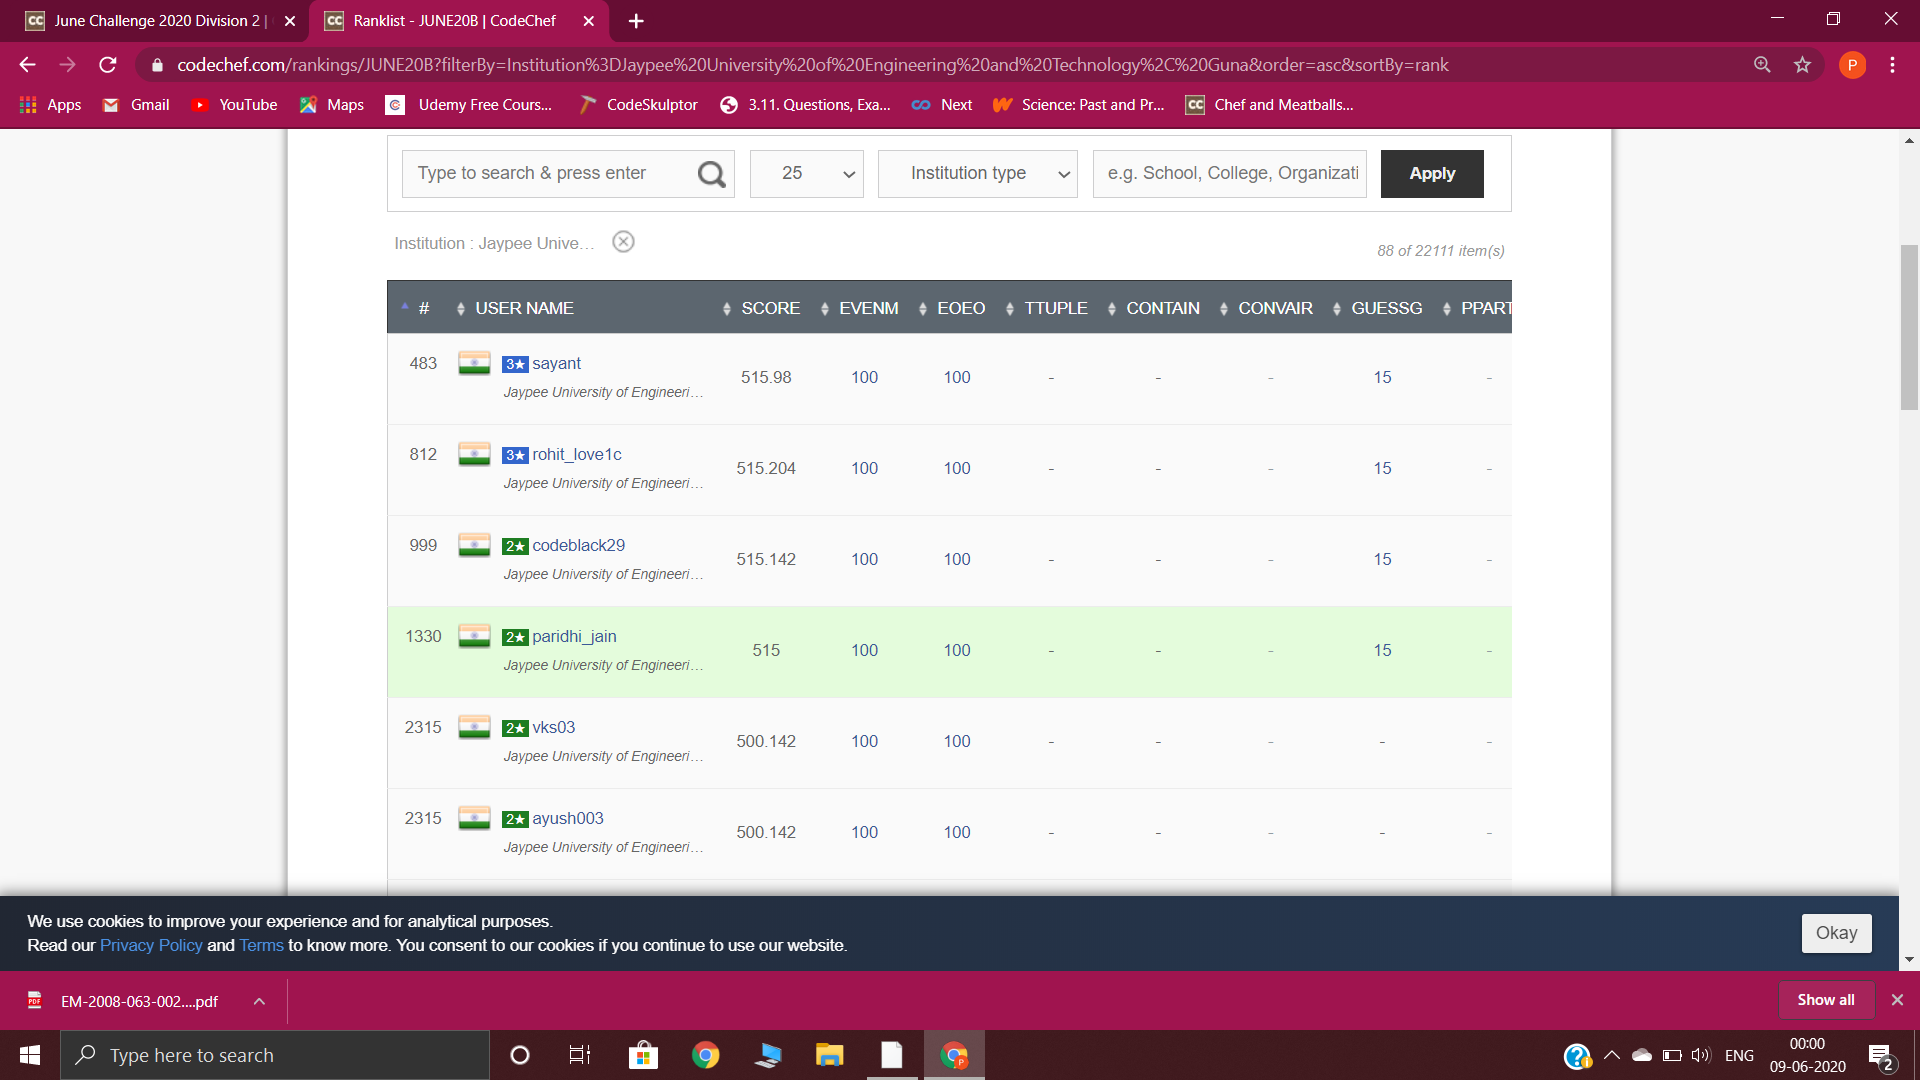 June Challenge 2020 Division 2 |
Ranklist - JUNE20B | CodeChef
codechef.com/rankings/JUNE20B?filterBy=Institution%3DJaypee%20University%20of%20Engineering%20and%20Technology%2C%20Guna&order=asc&sortBy=rank
P
Apps Gmail YouTube Maps Udemy Free Cours... CodeSkulptor 3.11. Questions, Exa... Next Science: Past and Pr... Chef and Meatballs...
Type to search & press enter 25 Institution type e.g. School, College, Organizati Apply
Institution : Jaypee Unive...
88 of 22111 item(s)
# USER NAME SCORE EVENM EOEO TTUPLE CONTAIN CONVAIR GUESSG PPART
483 3★ sayant
Jaypee University of Engineeri...
515.98 100 100 - - - 15 -
812 3★ rohit_love1c
Jaypee University of Engineeri...
515.204 100 100 - - - 15 -
999 2★ codeblack29
Jaypee University of Engineeri...
515.142 100 100 - - - 15 -
1330 2★ paridhi_jain
Jaypee University of Engineeri...
515 100 100 - - - 15 -
2315 2★ vks03
Jaypee University of Engineeri...
500.142 100 100 - - - - -
2315 2★ ayush003
Jaypee University of Engineeri...
500.142 100 100 - - - - -
We use cookies to improve your experience and for analytical purposes.
Read our Privacy Policy and Terms to know more. You consent to our cookies if you continue to use our website.
Okay
EM-2008-063-002....pdf
Show all
Type here to search
ENG
00:00
09-06-2020
2